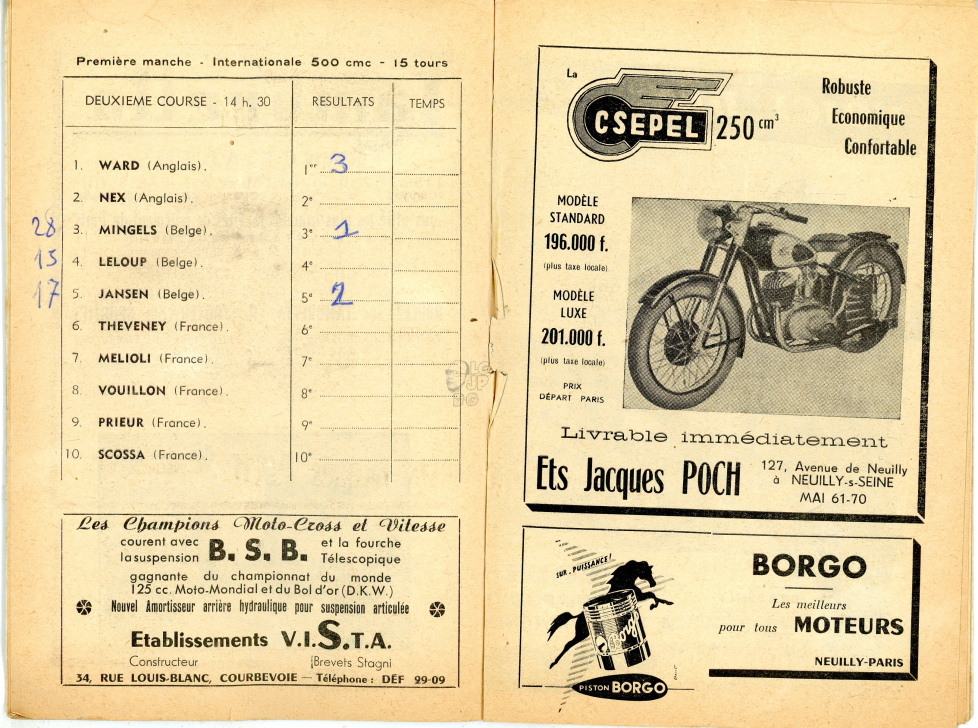 Première manche - Internationale 500 cmc - 15 tours
DEUXIEME COURSE - 14 h. 30 RESULTATS TEMPS
1. WARD (Anglais). 1er 3
2. NEX (Anglais). 2e
28 3. MINGELS (Belge). 3e 1
15 4. LELOUP (Belge). 4e
17 5. JANSEN (Belge). 5e 2
6. THEVENEY (France). 6e
7. MELIOLI (France). 7e
8. VOUILLON (France). 8e
9. PRIEUR (France). 9e
10. SCOSSA (France). 10e
Les Champions Moto-Cross et Vitesse
courent avec B. S. B. et la fourche
la suspension Télescopique
gagnante du championnat du monde
125 cc. Moto-Mondial et du Bol d'or (D.K.W.)
Nouvel Amortisseur arrière hydraulique pour suspension articulée
Etablissements V.I.S.T.A.
Constructeur Brevets Stagni
34, RUE LOUIS-BLANC, COURBEVOIE — Téléphone : DÉF 29-09
La
CSEPEL 250 cm3
Robuste
Economique
Confortable
MODÈLE
STANDARD
196.000 f.
(plus taxe locale)
MODÈLE
LUXE
201.000 f.
(plus taxe locale)
PRIX
DÉPART PARIS
Livrable immédiatement
Ets Jacques POCH
127, Avenue de Neuilly
à NEUILLY-s-SEINE
MAI 61-70
SUR-PUISSANCE!
Borgo
PISTON BORGO
BORGO
Les meilleurs
pour tous MOTEURS
NEUILLY-PARIS